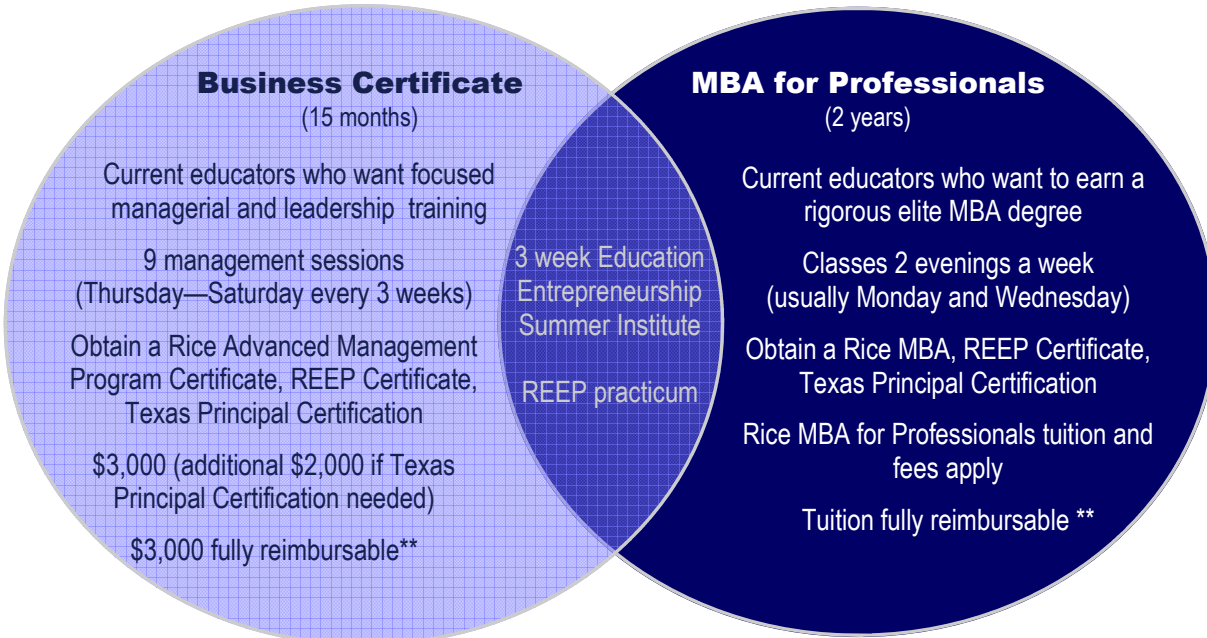 Business Certificate
(15 months)
Current educators who want focused
managerial and leadership training
9 management sessions
(Thursday—Saturday every 3 weeks)
Obtain a Rice Advanced Management
Program Certificate, REEP Certificate,
Texas Principal Certification
$3,000 (additional $2,000 if Texas
Principal Certification needed)
$3,000 fully reimbursable**
3 week Education
Entrepreneurship
Summer Institute
REEP practicum
MBA for Professionals
(2 years)
Current educators who want to earn a
rigorous elite MBA degree
Classes 2 evenings a week
(usually Monday and Wednesday)
Obtain a Rice MBA, REEP Certificate,
Texas Principal Certification
Rice MBA for Professionals tuition and
fees apply
Tuition fully reimbursable **